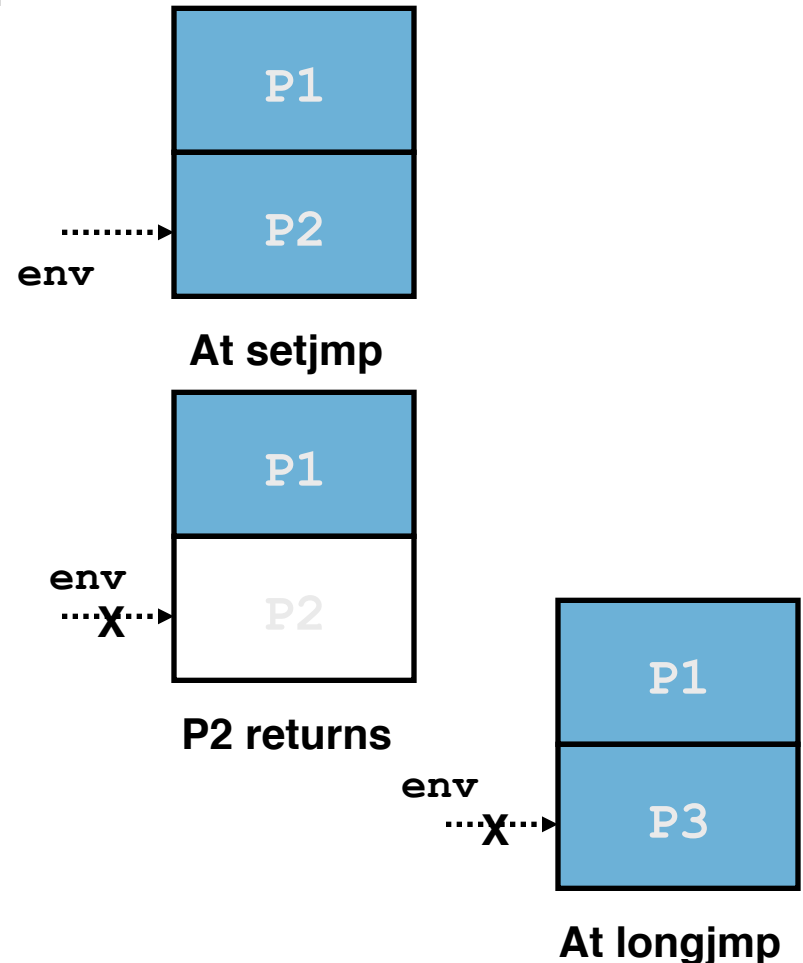 P1
P2
env
At setjmp
P1
env
X
P2
P2 returns
P1
env
X
P3
At longjmp